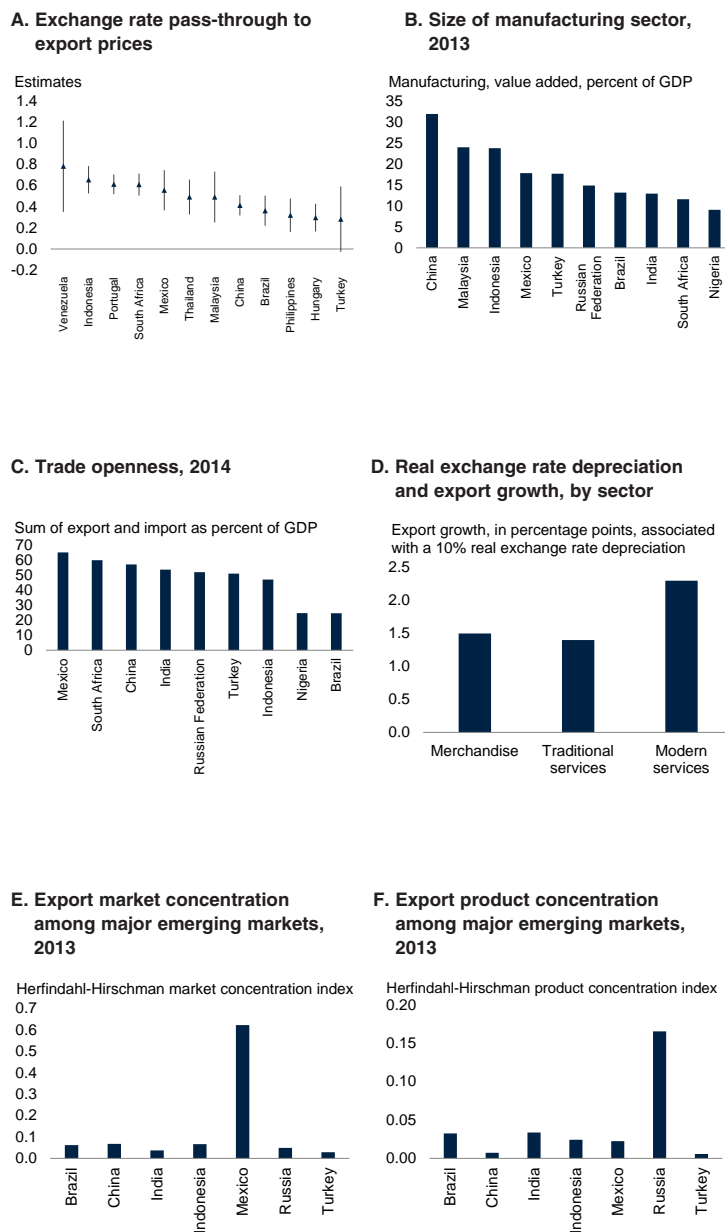 A. Exchange rate pass-through to
export prices
Estimates
1.4
1.2
1.0
0.8
0.6
0.4
0.2
0.0
-0.2
Venezuela
Indonesia
Portugal
South Africa
Mexico
Thailand
Malaysia
China
Brazil
Philippines
Hungary
Turkey
B. Size of manufacturing sector,
2013
Manufacturing, value added, percent of GDP
35
30
25
20
15
10
5
0
China
Malaysia
Indonesia
Mexico
Turkey
Russian
Federation
Brazil
India
South Africa
Nigeria
C. Trade openness, 2014
Sum of export and import as percent of GDP
70
60
50
40
30
20
10
0
Mexico
South Africa
China
India
Russian Federation
Turkey
Indonesia
Nigeria
Brazil
D. Real exchange rate depreciation
and export growth, by sector
Export growth, in percentage points, associated
with a 10% real exchange rate depreciation
2.5
2.0
1.5
1.0
0.5
0.0
Merchandise
Traditional
services
Modern
services
E. Export market concentration
among major emerging markets,
2013
Herfindahl-Hirschman market concentration index
0.7
0.6
0.5
0.4
0.3
0.2
0.1
0.0
Brazil
China
India
Indonesia
Mexico
Russia
Turkey
F. Export product concentration
among major emerging markets,
2013
Herfindahl-Hirschman product concentration index
0.20
0.15
0.10
0.05
0.00
Brazil
China
India
Indonesia
Mexico
Russia
Turkey